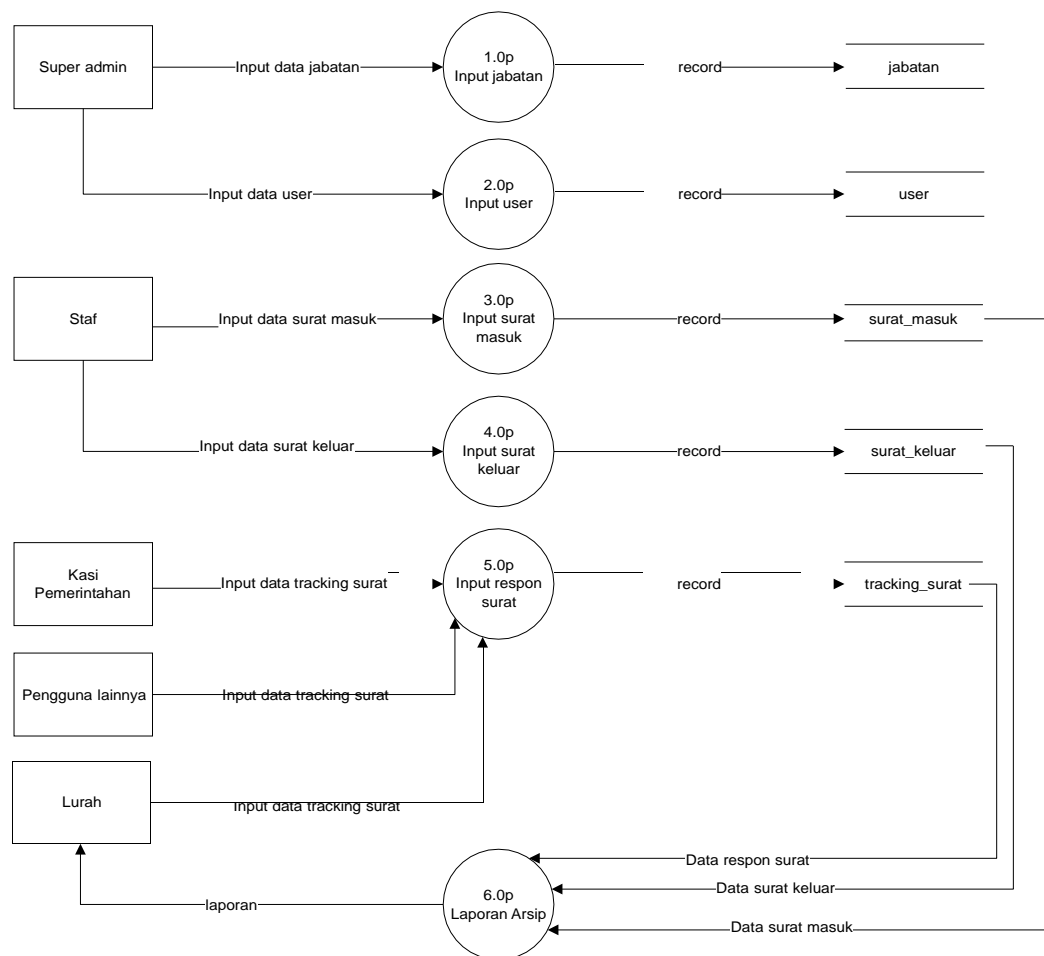 Super admin
Input data jabatan
1.0p
Input jabatan
record
jabatan
Input data user
2.0p
Input user
record
user
Staf
Input data surat masuk
3.0p
Input surat
masuk
record
surat_masuk
Input data surat keluar
4.0p
Input surat
keluar
record
surat_keluar
Kasi
Pemerintahan
Input data tracking surat
5.0p
Input respon
surat
record
tracking_surat
Pengguna lainnya
Input data tracking surat
Lurah
Input data tracking surat
Data respon surat
Data surat keluar
6.0p
Laporan Arsip
laporan
Data surat masuk